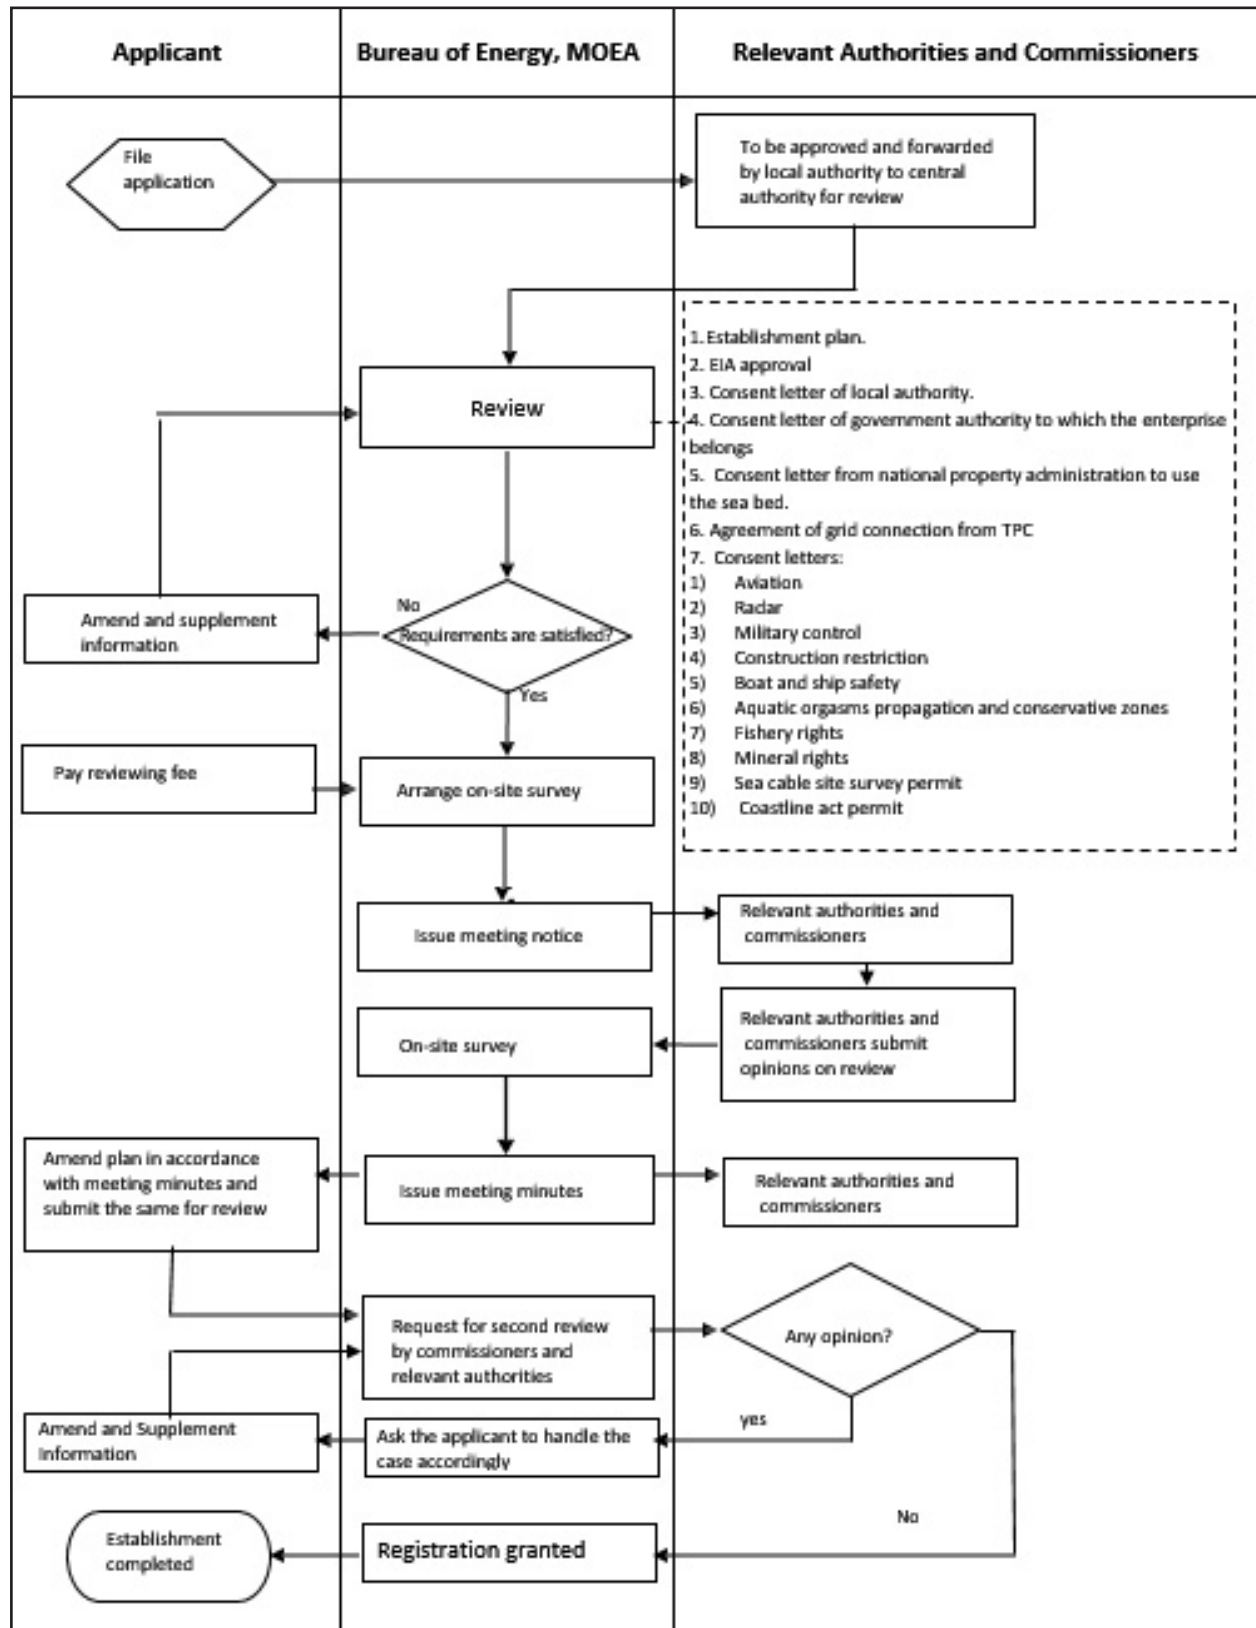 Applicant
Bureau of Energy, MOEA
Relevant Authorities and Commissioners
File
application
To be approved and forwarded
by local authority to central
authority for review
Review
1. Establishment plan.
2. EIA approval
3. Consent letter of local authority.
4. Consent letter of government authority to which the enterprise
belongs
5. Consent letter from national property administration to use
the sea bed.
6. Agreement of grid connection from TPC
7. Consent letters:
1) Aviation
2) Radar
3) Military control
4) Construction restriction
5) Boat and ship safety
6) Aquatic orgasms propagation and conservative zones
7) Fishery rights
8) Mineral rights
9) Sea cable site survey permit
10) Coastline act permit
No
Requirements are satisfied?
Yes
Amend and supplement
information
Pay reviewing fee
Arrange on-site survey
Issue meeting notice
Relevant authorities and
commissioners
Relevant authorities and
commissioners submit
opinions on review
On-site survey
Amend plan in accordance
with meeting minutes and
submit the same for review
Issue meeting minutes
Relevant authorities and
commissioners
Request for second review
by commissioners and
relevant authorities
Any opinion?
yes
Amend and Supplement
Information
Ask the applicant to handle the
case accordingly
No
Establishment
completed
Registration granted